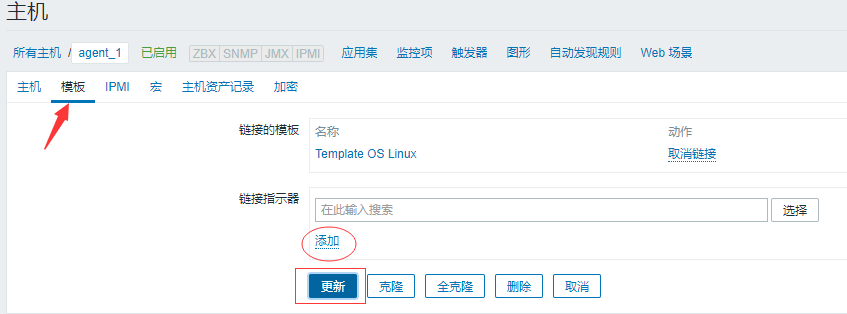 主机
所有主机 / agent_1 已启用 ZBX SNMP JMX IPMI 应用集 监控项 触发器 图形 自动发现规则 Web 场景
主机 模板 IPMI 宏 主机资产记录 加密
链接的模板 名称 动作
Template OS Linux 取消链接
链接指示器
在此输入搜索 选择
添加
更新 克隆 全克隆 删除 取消